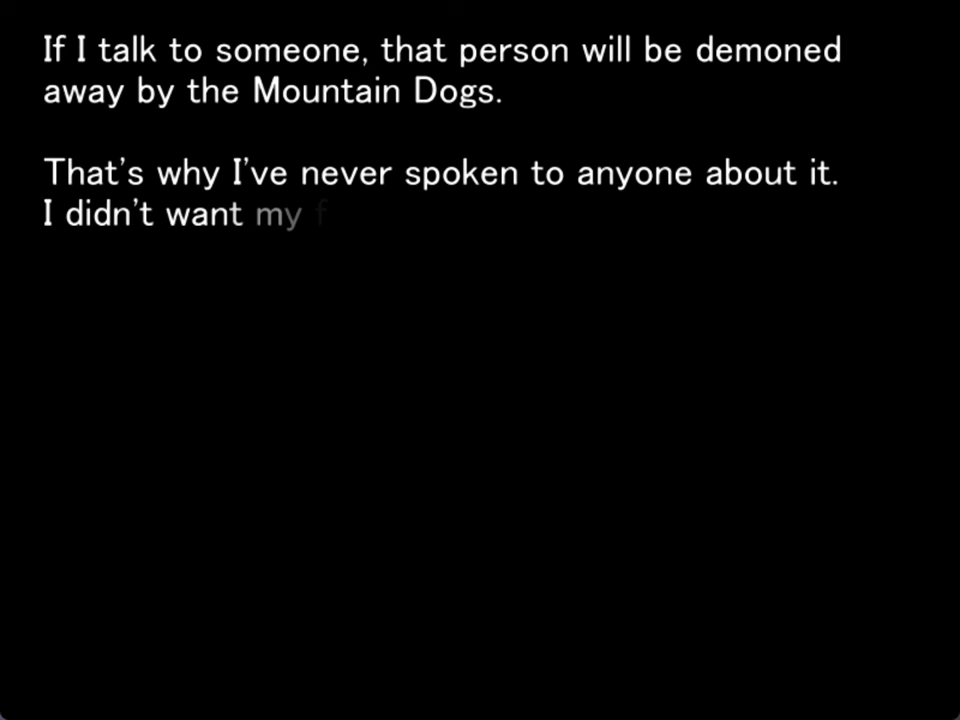 If I talk to someone, that person will be demoned
away by the Mountain Dogs.
That's why I've never spoken to anyone about it.
I didn't want my f